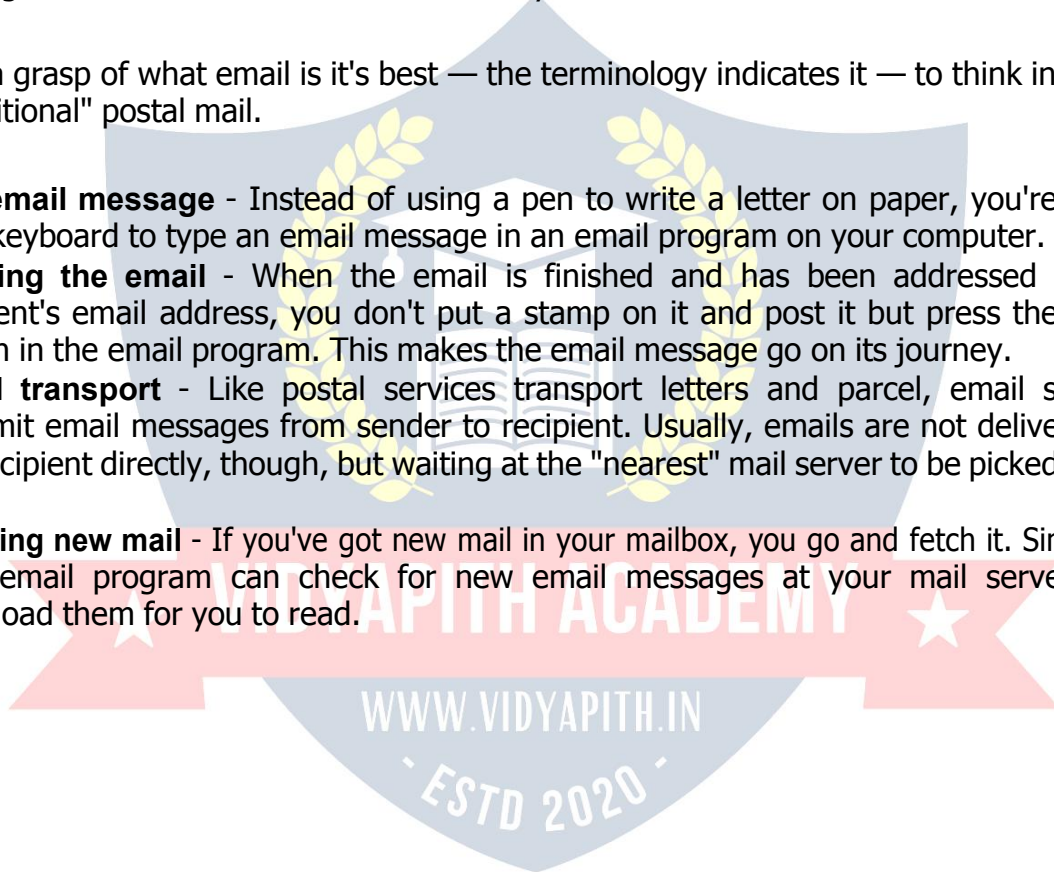 grasp of what email is it's best — the terminology indicates it — to think in
itional" postal mail.
email message - Instead of using a pen to write a letter on paper, you're
keyboard to type an email message in an email program on your computer.
ing the email - When the email is finished and has been addressed
ent's email address, you don't put a stamp on it and post it but press the
n in the email program. This makes the email message go on its journey.
l transport - Like postal services transport letters and parcel, email s
mit email messages from sender to recipient. Usually, emails are not delive
cipient directly, though, but waiting at the "nearest" mail server to be picked
ing new mail - If you've got new mail in your mailbox, you go and fetch it. Sir
email program can check for new email messages at your mail serve
oad them for you to read.
VIDYAPITH ACADEMY
WWW.VIDYAPITH.IN
- ESTD 2020 -